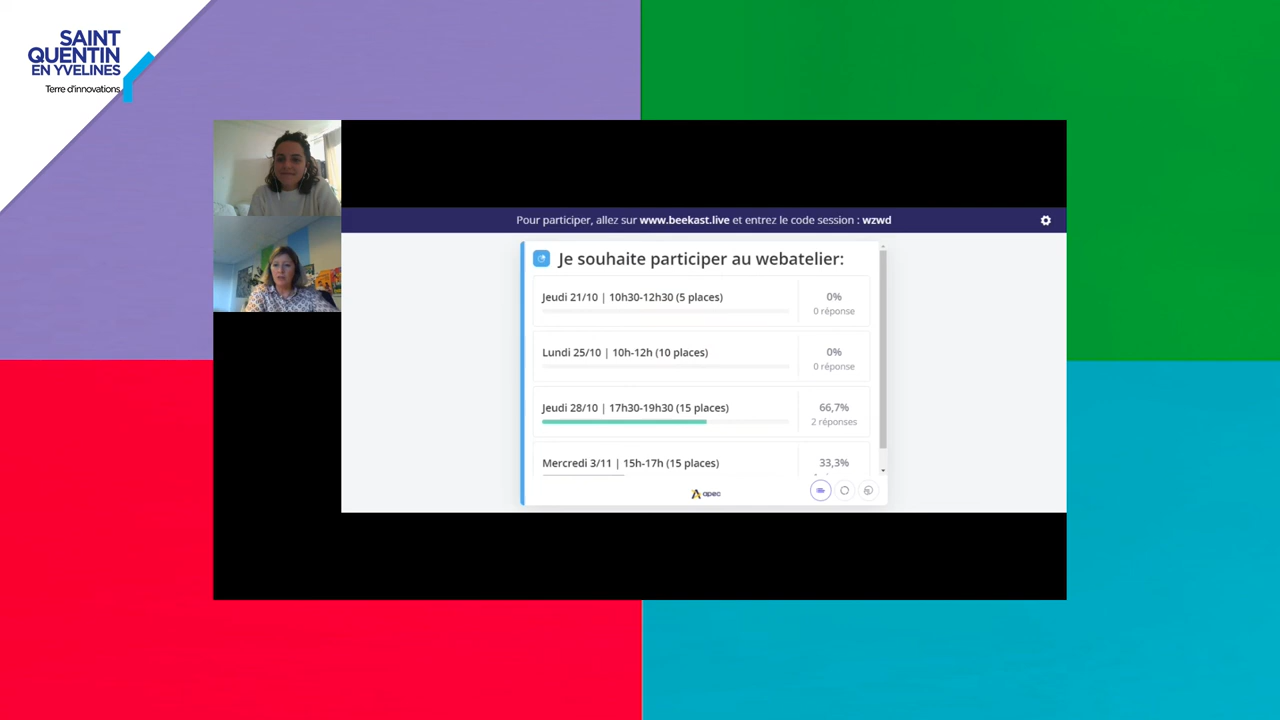 SAINT
QUENTIN
EN YVELINES
Terre d'innovations
Pour participer, allez sur www.beekast.live et entrez le code session : wzwd
Je souhaite participer au webatelier:
Jeudi 21/10 | 10h30-12h30 (5 places)
0%
0 réponse
Lundi 25/10 | 10h-12h (10 places)
0%
0 réponse
Jeudi 28/10 | 17h30-19h30 (15 places)
66,7%
2 réponses
Mercredi 3/11 | 15h-17h (15 places)
33,3%
apec